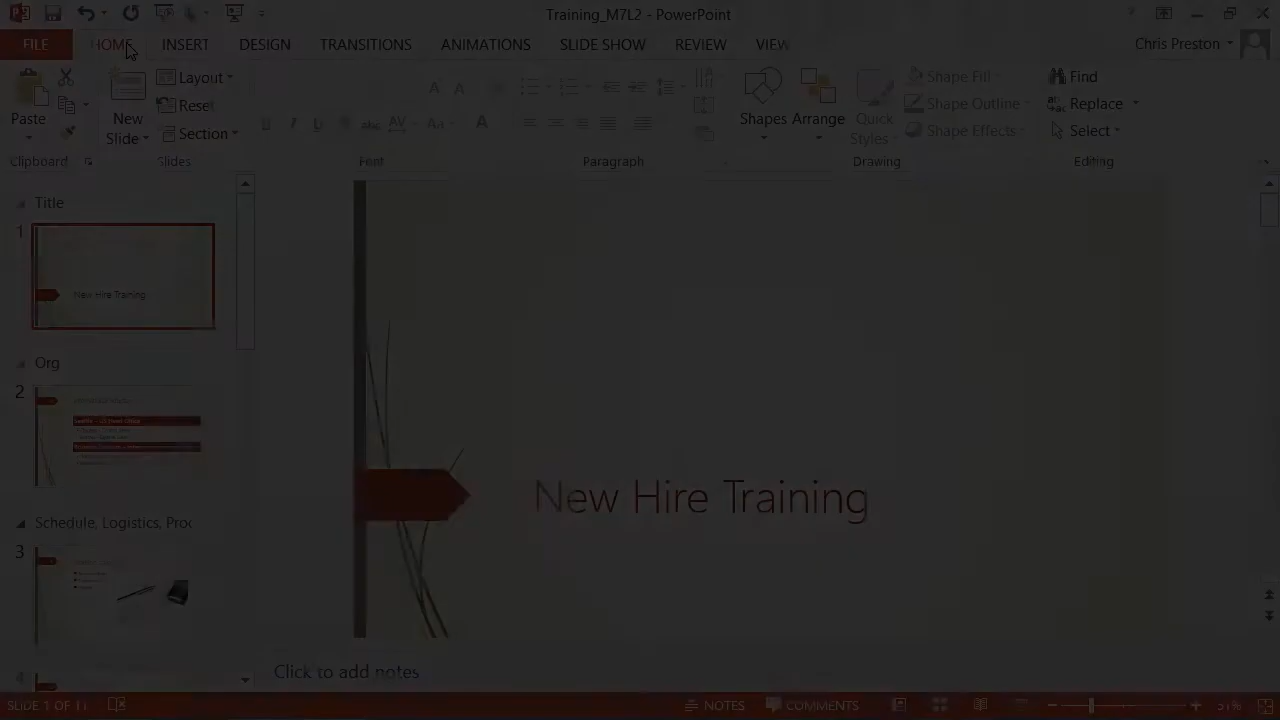 Training_M7L2 - PowerPoint
FILE HOME INSERT DESIGN TRANSITIONS ANIMATIONS SLIDE SHOW REVIEW VIEW Chris Preston
Paste
New
Slide
Layout
Reset
Section
Shapes
Arrange
Quick
Styles
Shape Fill
Shape Outline
Shape Effects
Find
Replace
Select
Clipboard Slides Font Paragraph Drawing Editing
Title
1
New Hire Training
Org
2
Schedule, Logistics, Proc
3
4
New Hire Training
Click to add notes
SLIDE 1 OF 11 NOTES COMMENTS 51%